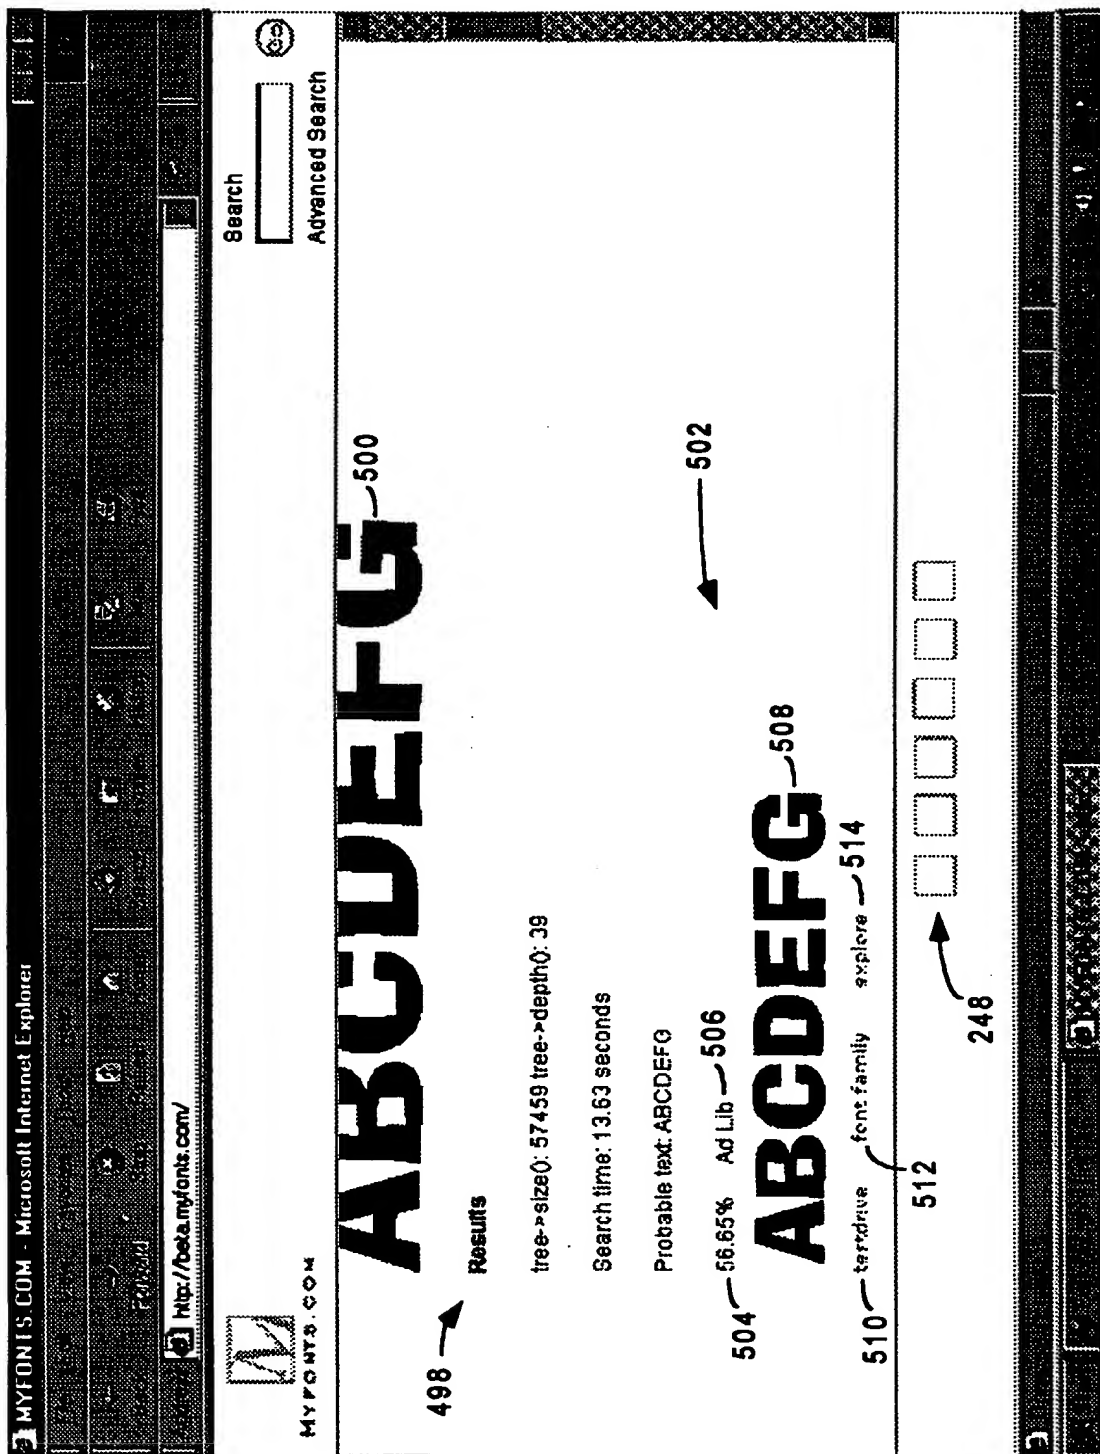 MYFONTS.COM - Microsoft Internet Explorer
http://beta.myfonts.com/
MYFONTS.COM
Search
Advanced Search
ABCDEFG 500
498 Results
tree->size(): 57459 tree->depth(): 39
Search time: 13.63 seconds
Probable text: ABCDEFG
502
504 56.65% Ad Lib 506
ABCDEFG 508
510 testdrive font family explore 514
512
248